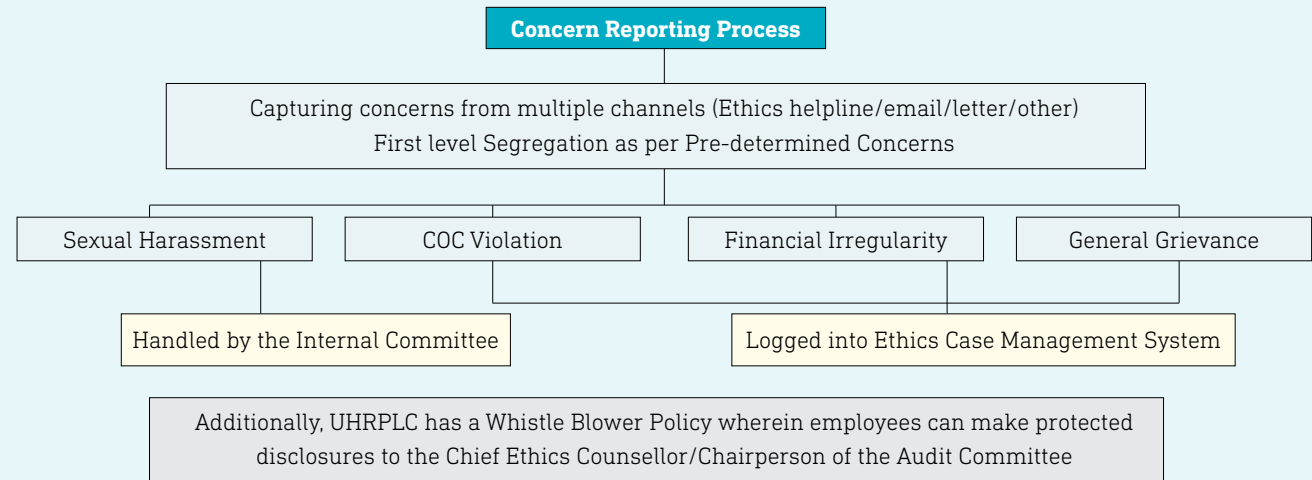 Concern Reporting Process
Capturing concerns from multiple channels (Ethics helpline/email/letter/other)
First level Segregation as per Pre-determined Concerns
Sexual Harassment
COC Violation
Financial Irregularity
General Grievance
Handled by the Internal Committee
Logged into Ethics Case Management System
Additionally, UHRPLC has a Whistle Blower Policy wherein employees can make protected
disclosures to the Chief Ethics Counsellor/Chairperson of the Audit Committee